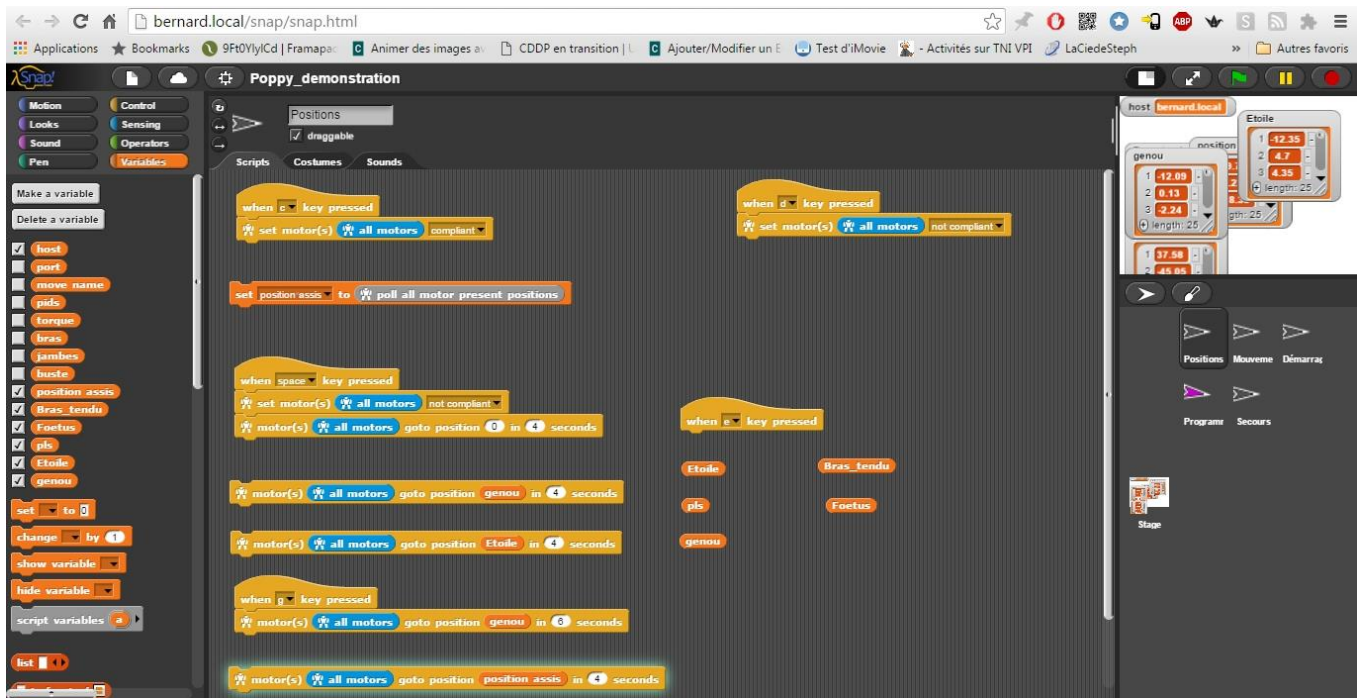 bernard.local/snap/snap.html
Applications Bookmarks 9Ft0YlylCd | Framapac Animer des images a CDDP en transition | L Ajouter/Modifier un E Test d'iMovie - Activités sur TNI VPI LaCiedeSteph » Autres favoris
Snap! Poppy_demonstration
Motion Control
Looks Sensing
Sound Operators
Pen Variables
Make a variable
Delete a variable
host
port
move name
pids
torque
bras
jambes
buste
position assis
Bras_tendu
Foetus
pls
Etoile
genou
set to 0
change by 1
show variable
hide variable
script variables a
list
Positions
draggable
Scripts Costumes Sounds
when c key pressed
set motor(s) all motors compliant
when d key pressed
set motor(s) all motors not compliant
set position assis to poll all motor present positions
when space key pressed
set motor(s) all motors not compliant
motor(s) all motors goto position 0 in 4 seconds
when e key pressed
Etoile Bras_tendu
pls Foetus
genou
motor(s) all motors goto position genou in 4 seconds
motor(s) all motors goto position Etoile in 4 seconds
when g key pressed
motor(s) all motors goto position genou in 6 seconds
motor(s) all motors goto position position assis in 4 seconds
host bernard.local
Etoile
1 -12.35
2 4.7
3 4.35
length: 25
position
genou
1 -12.09
2 0.13
3 -2.24
length: 25
gth: 25
1 37.58
2 45.05
Positions Mouveme Démarrag
Programr Secours
Stage
ABP